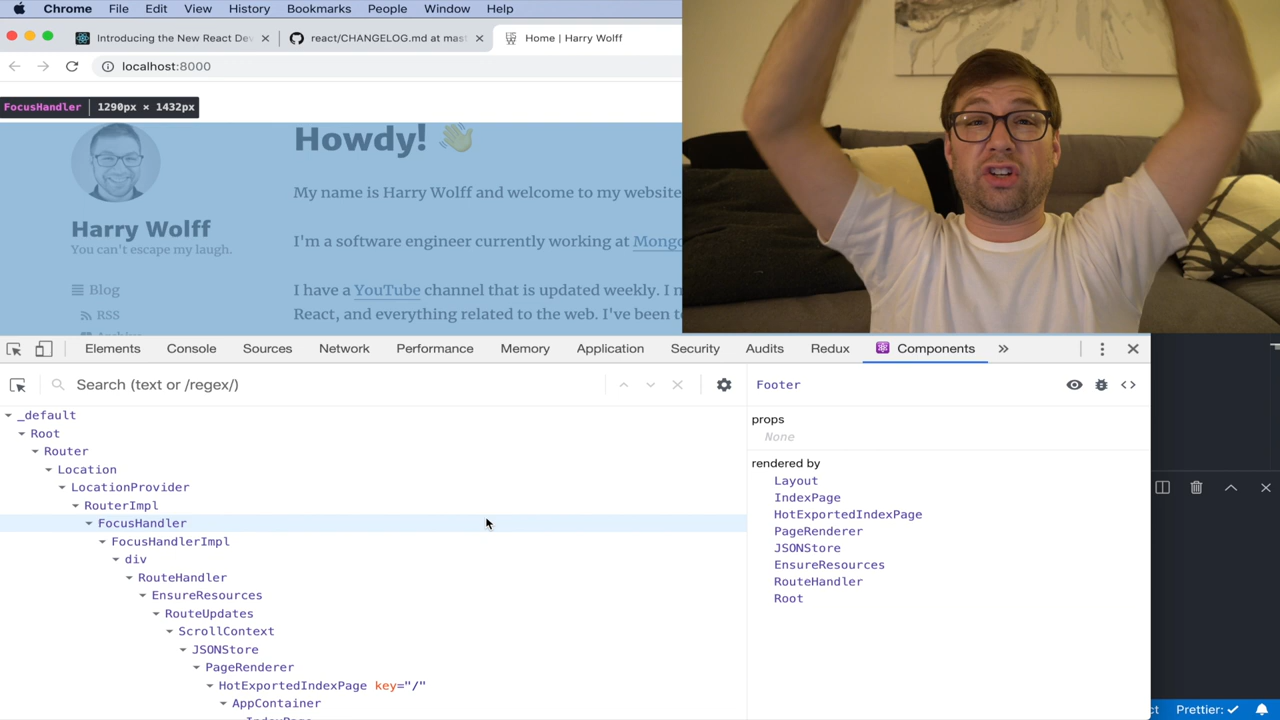 Chrome File Edit View History Bookmarks People Window Help
Introducing the New React De
react/CHANGELOG.md at mast
Home | Harry Wolff
localhost:8000
FocusHandler | 1290px × 1432px
Howdy! 👋
My name is Harry Wolff and welcome to my website
Harry Wolff
You can't escape my laugh.
I'm a software engineer currently working at Mongo
Blog
I have a YouTube channel that is updated weekly. I m
RSS
React, and everything related to the web. I've been t
Elements Console Sources Network Performance Memory Application Security Audits Redux Components »
Search (text or /regex/)
Footer
_default
Root
Router
Location
LocationProvider
RouterImpl
FocusHandler
FocusHandlerImpl
div
RouteHandler
EnsureResources
RouteUpdates
ScrollContext
JSONStore
PageRenderer
HotExportedIndexPage key="/"
AppContainer
props
None
rendered by
Layout
IndexPage
HotExportedIndexPage
PageRenderer
JSONStore
EnsureResources
RouteHandler
Root
ct Prettier: ✓